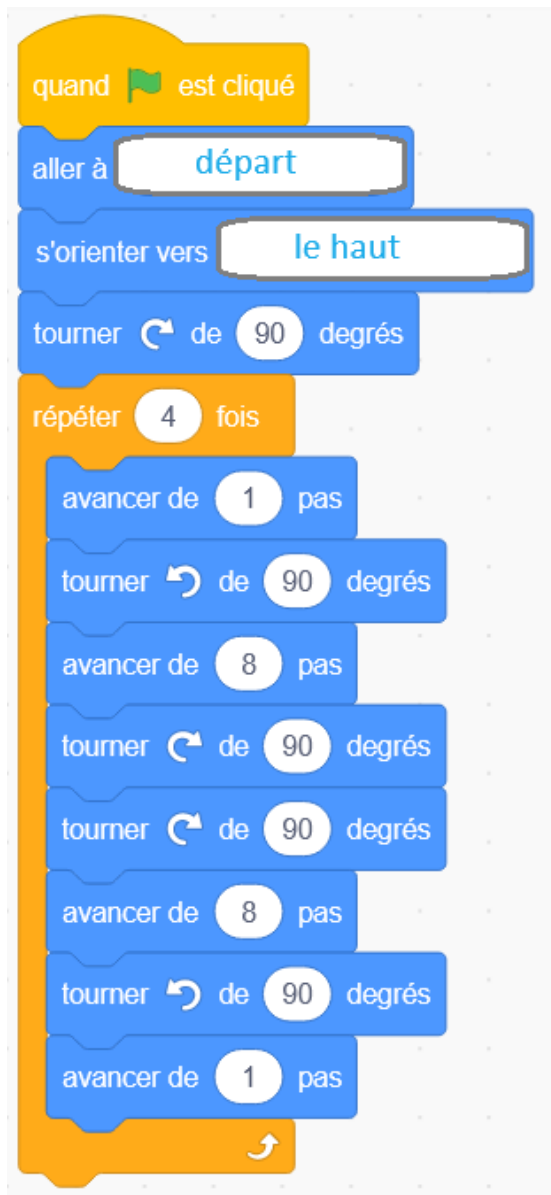 quand est cliqué
aller à départ
s'orienter vers le haut
tourner de 90 degrés
répéter 4 fois
avancer de 1 pas
tourner de 90 degrés
avancer de 8 pas
tourner de 90 degrés
tourner de 90 degrés
avancer de 8 pas
tourner de 90 degrés
avancer de 1 pas